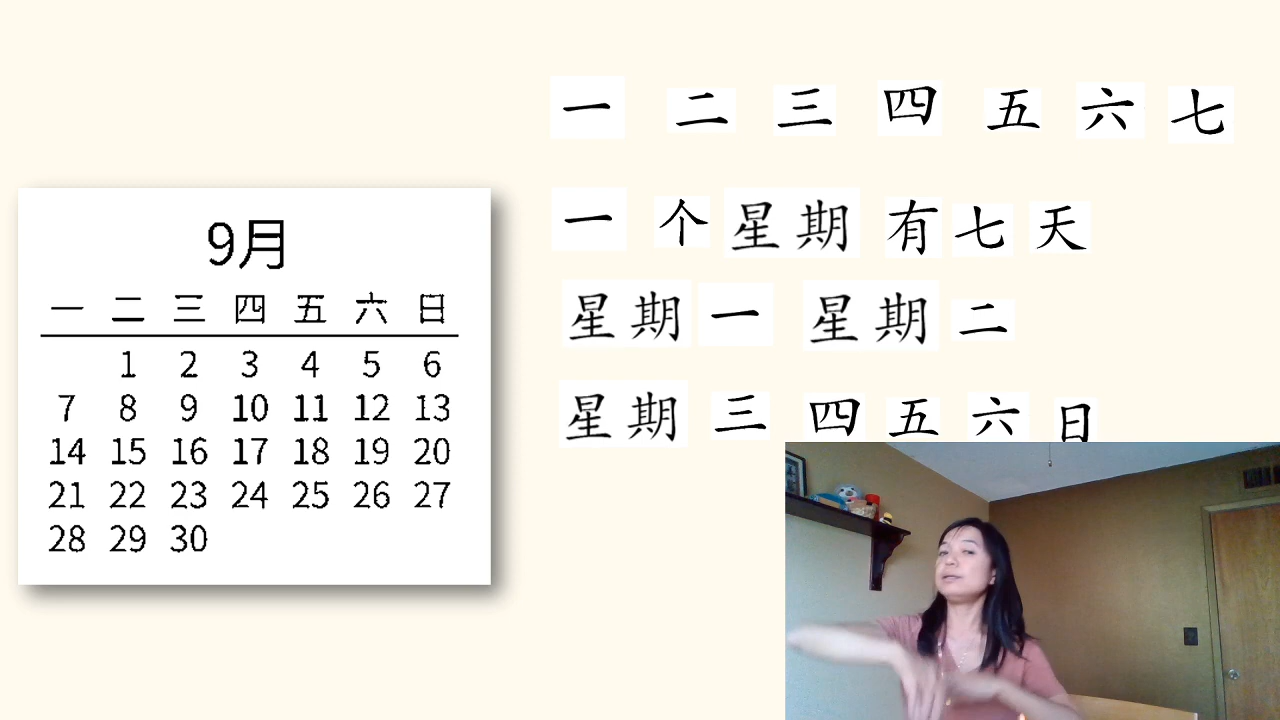 一 二 三 四 五 六 七
一 个 星期 有 七 天
星期 一 星期 二
星期 三 四 五 六 日
9月
一 二 三 四 五 六 日
1 2 3 4 5 6
7 8 9 10 11 12 13
14 15 16 17 18 19 20
21 22 23 24 25 26 27
28 29 30